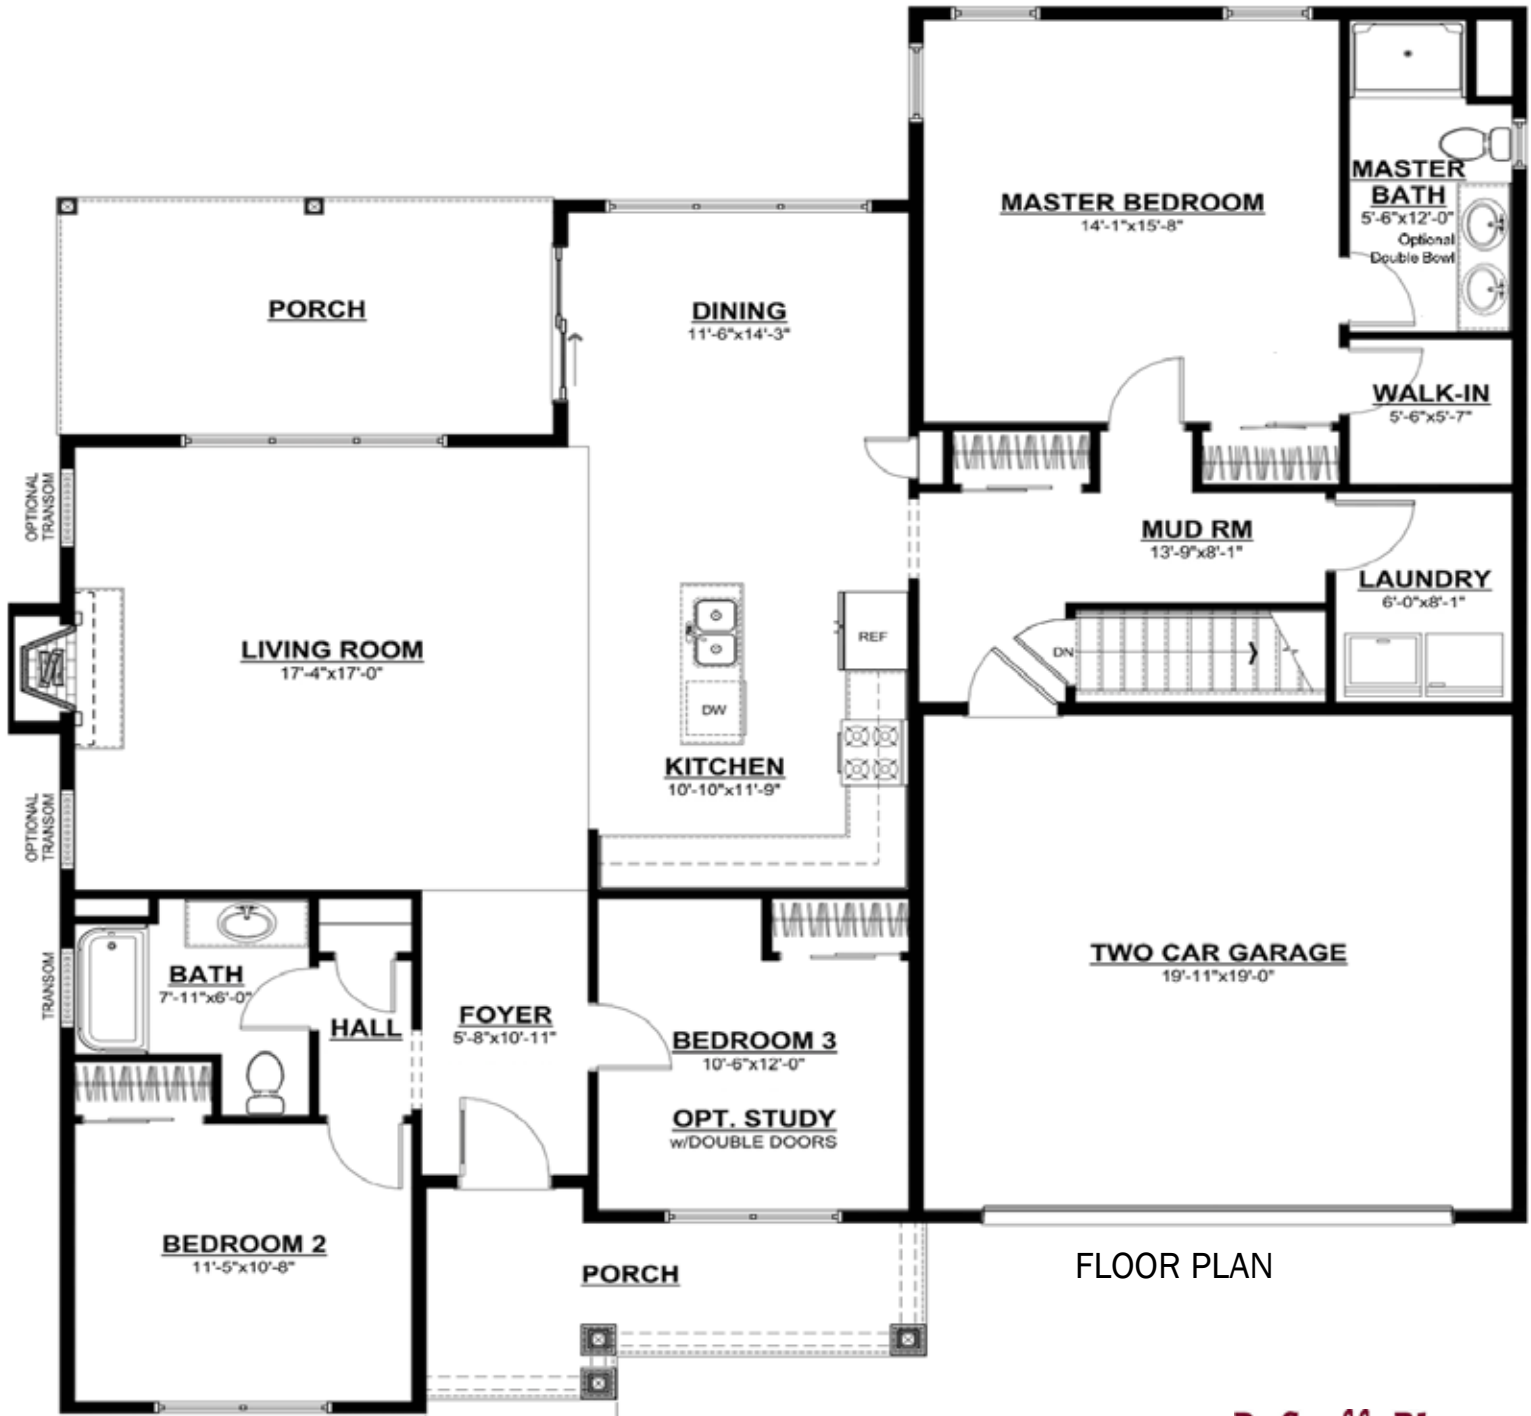 MASTER BEDROOM
14'-1"x15'-8"
MASTER
BATH
5'-6"x12'-0"
Optional
Double Bowl
PORCH
DINING
11'-6"x14'-3"
WALK-IN
5'-6"x5'-7"
OPTIONAL
TRANSOM
MUD RM
13'-9"x8'-1"
LAUNDRY
6'-0"x8'-1"
LIVING ROOM
17'-4"x17'-0"
REF
DN
DW
KITCHEN
10'-10"x11'-9"
OPTIONAL
TRANSOM
TWO CAR GARAGE
19'-11"x19'-0"
TRANSOM
BATH
7'-11"x6'-0"
HALL
FOYER
5'-8"x10'-11"
BEDROOM 3
10'-6"x12'-0"
OPT. STUDY
w/DOUBLE DOORS
BEDROOM 2
11'-5"x10'-8"
PORCH
FLOOR PLAN